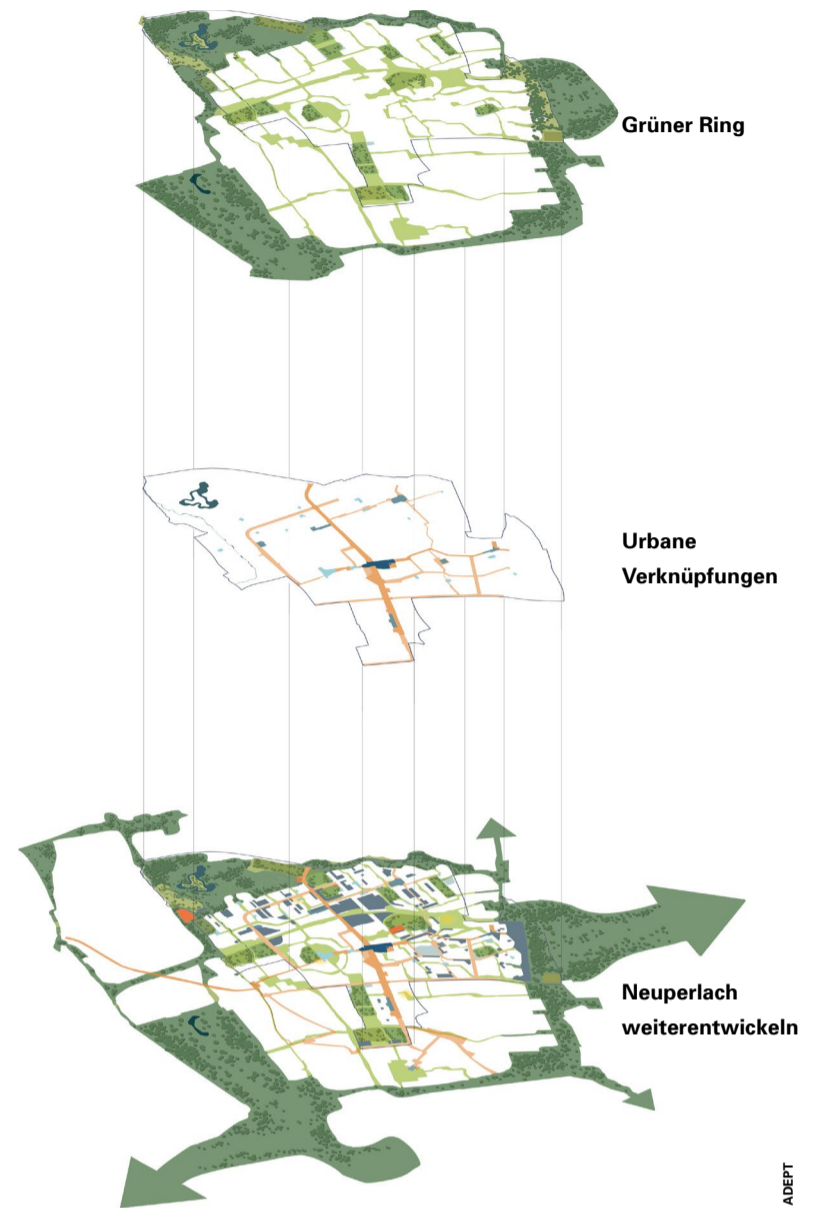 Grüner Ring
Urbane
Verknüpfungen
Neuperlach
weiterentwickeln
ADEPT